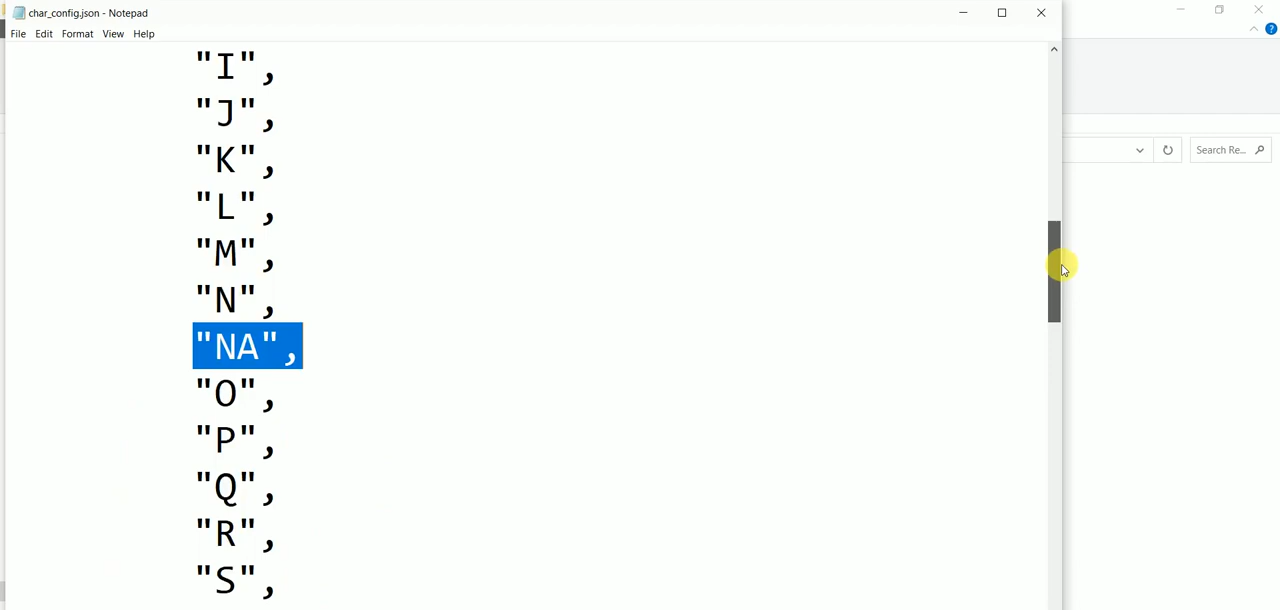 char_config.json - Notepad
File Edit Format View Help
?
Search Re...
"I",
"J",
"K",
"L",
"M",
"N",
"NA",
"O",
"P",
"Q",
"R",
"S",